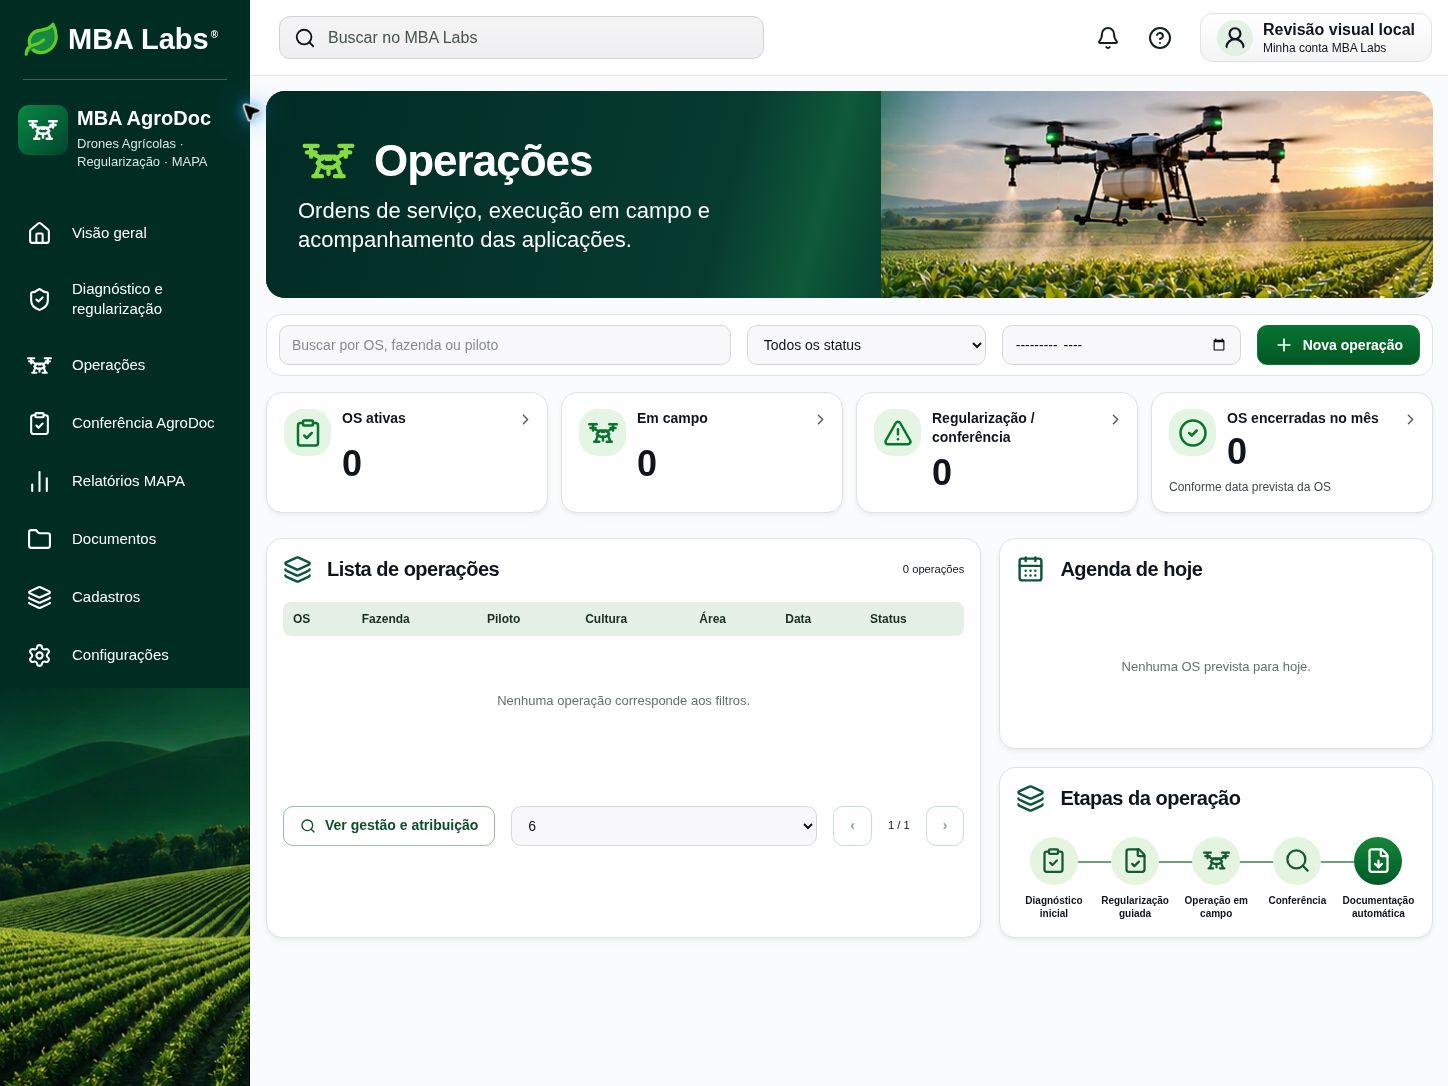 MBA Labs®
MBA AgroDoc
Drones Agrícolas ·
Regularização · MAPA
Visão geral
Diagnóstico e
regularização
Operações
Conferência AgroDoc
Relatórios MAPA
Documentos
Cadastros
Configurações
Buscar no MBA Labs
Revisão visual local
Minha conta MBA Labs
Operações
Ordens de serviço, execução em campo e
acompanhamento das aplicações.
Buscar por OS, fazenda ou piloto
Todos os status
--------- ----
Nova operação
OS ativas
0
Em campo
0
Regularização /
conferência
0
OS encerradas no mês
0
Conforme data prevista da OS
Lista de operações
0 operações
OS Fazenda Piloto Cultura Área Data Status
Nenhuma operação corresponde aos filtros.
Ver gestão e atribuição
6
‹ 1 / 1 ›
Agenda de hoje
Nenhuma OS prevista para hoje.
Etapas da operação
Diagnóstico
inicial
Regularização
guiada
Operação em
campo
Conferência
Documentação
automática